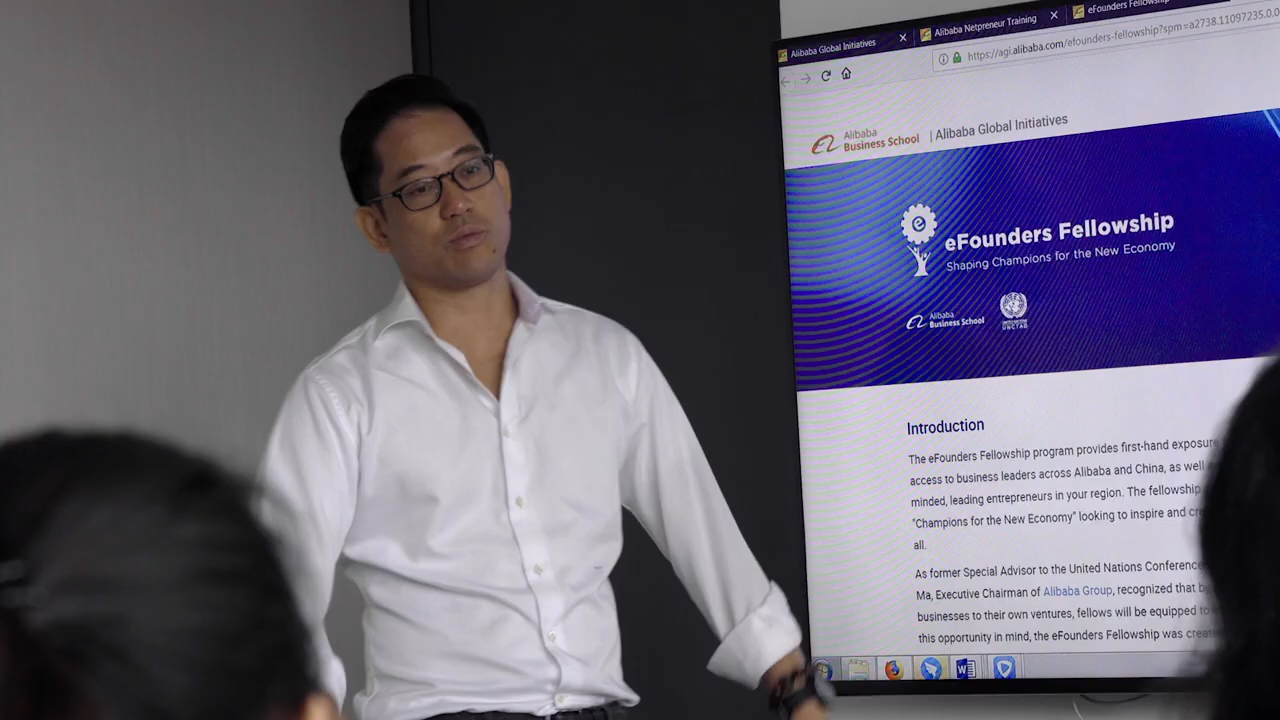 Alibaba Global Initiatives
Alibaba Netpreneur Training
eFounders Fellowship
https://agi.alibaba.com/efounders-fellowship?spm=a2738.11097235.0.0
Alibaba
Business School | Alibaba Global Initiatives
eFounders Fellowship
Shaping Champions for the New Economy
Alibaba
Business School
UNITED NATIONS
UNCTAD
Introduction
The eFounders Fellowship program provides first-hand exposure
access to business leaders across Alibaba and China, as well
minded, leading entrepreneurs in your region. The fellowship
"Champions for the New Economy" looking to inspire and
all.
As former Special Advisor to the United Nations Conference
Ma, Executive Chairman of Alibaba Group, recognized that
businesses to their own ventures, fellows will be equipped
this opportunity in mind, the eFounders Fellowship was